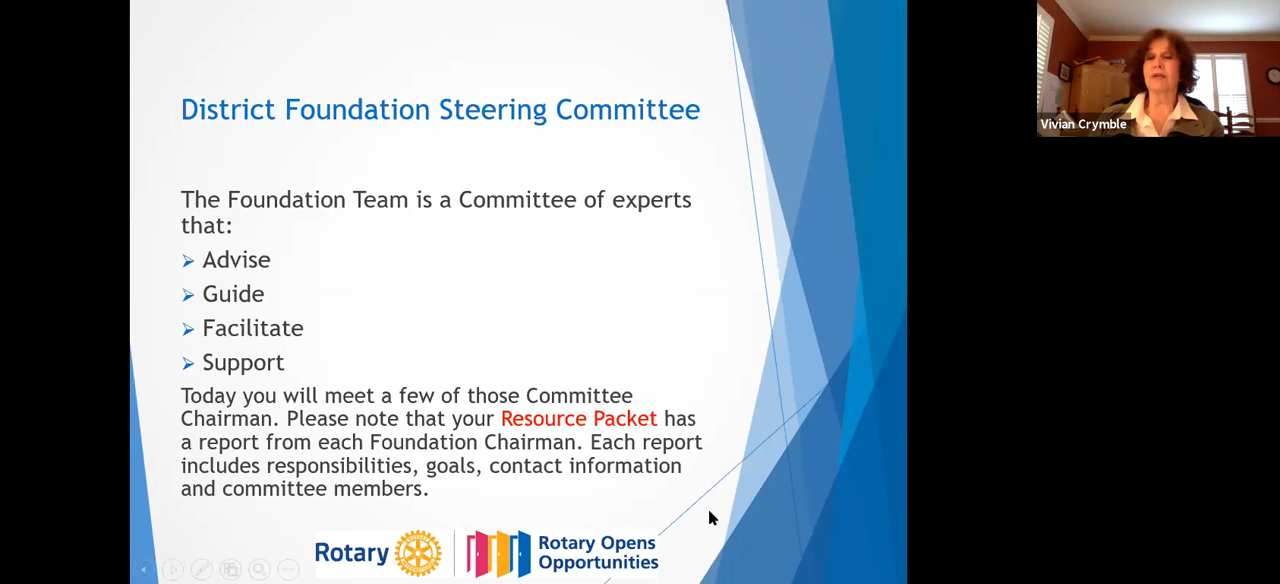 District Foundation Steering Committee
The Foundation Team is a Committee of experts
that:
Advise
Guide
Facilitate
Support
Today you will meet a few of those Committee
Chairman. Please note that your Resource Packet has
a report from each Foundation Chairman. Each report
includes responsibilities, goals, contact information
and committee members.
Rotary
Rotary Opens
Opportunities
Vivian Crymble